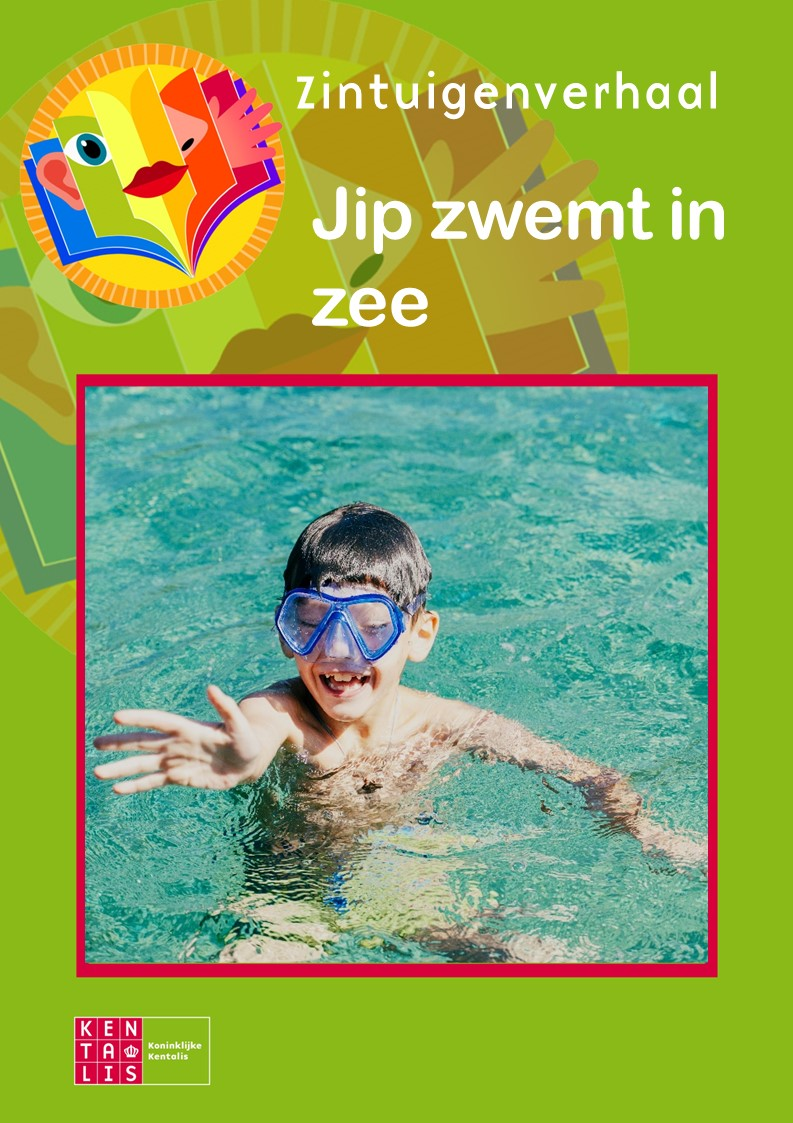 Zintuigenverhaal
Jip zwemt in
zee
KEN
TA
LIS
Koninklijke
Kentalis